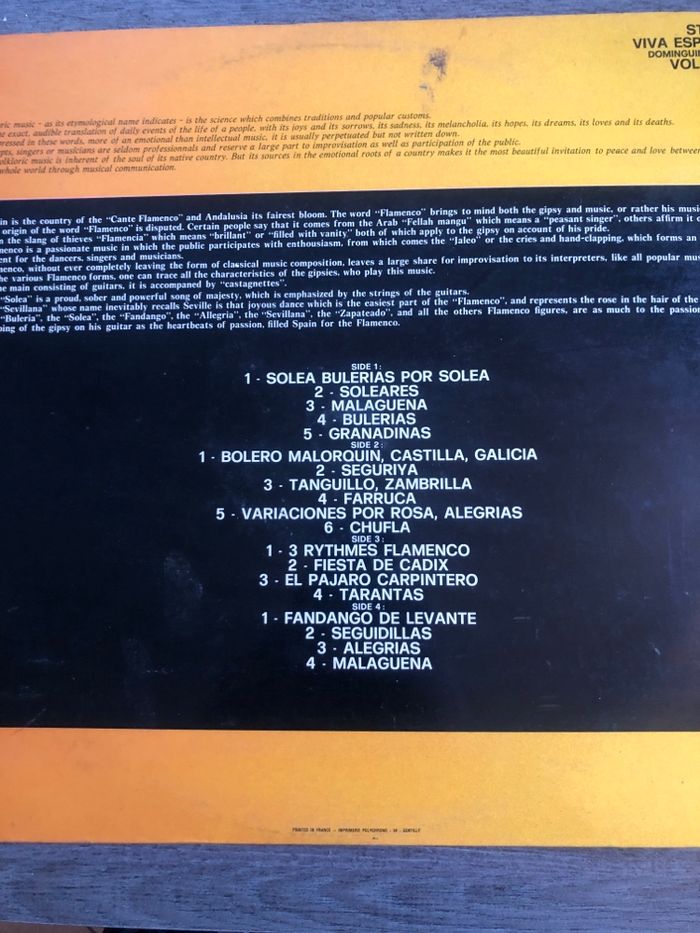 ST
VIVA ESP
DOMINGUIN
VOL
ric music - as its etymological name indicates - is the science which combines traditions and popular customs.
e exact, audible translation of daily events of the life of a people, with its joys and its sorrows, its sadness, its melancholia, its hopes, its dreams, its loves and its deaths.
pressed in these words, more of an emotional than intellectual music, it is usually perpetuated but not written down.
pts, singers or musicians are seldom professionals and reserve a large part to improvisation as well as participation of the public.
olkloric music is inherent of the soul of its native country. But its sources in the emotional roots of a country makes it the most beautiful invitation to peace and love between
whole world through musical communication.
in is the country of the "Cante Flamenco" and Andalusia its fairest bloom. The word "Flamenco" brings to mind both the gipsy and music, or rather his musi
origin of the word "Flamenco" is disputed. Certain people say that it comes from the Arab "Fellah mangu" which means a "peasant singer", others affirm it c
n the slang of thieves "Flamencia" which means "brillant" or "filled with vanity" both of which apply to the gipsy on account of his pride.
menco is a passionate music in which the public participates with enthousiasm, from which comes the "Jaleo" or the cries and hand-clapping, which forms an
ent for the dancers, singers and musicians.
menco, without ever completely leaving the form of classical music composition, leaves a large share for improvisation to its interpreters, like all popular mus
he various Flamenco forms, one can trace all the characteristics of the gipsies, who play this music.
he main consisting of guitars, it is accompanied by "castagnettes".
"Solea" is a proud, sober and powerful song of majesty, which is emphasized by the strings of the guitars.
"Sevillana" whose name inevitably recalls Seville is that joyous dance which is the easiest part of the "Flamenco", and represents the rose in the hair of the
"Buleria", the "Solea", the "Fandango", the "Allegria", the "Sevillana", the "Zapateado", and all the others Flamenco figures, are as much to the passion
ping of the gipsy on his guitar as the heartbeats of passion, filled Spain for the Flamenco.
SIDE 1:
1 - SOLEA BULERIAS POR SOLEA
2 - SOLEARES
3 - MALAGUENA
4 - BULERIAS
5 - GRANADINAS
SIDE 2:
1 - BOLERO MALORQUIN, CASTILLA, GALICIA
2 - SEGURIYA
3 - TANGUILLO, ZAMBRILLA
4 - FARRUCA
5 - VARIACIONES POR ROSA, ALEGRIAS
6 - CHUFLA
SIDE 3:
1 - 3 RYTHMES FLAMENCO
2 - FIESTA DE CADIX
3 - EL PAJARO CARPINTERO
4 - TARANTAS
SIDE 4:
1 - FANDANGO DE LEVANTE
2 - SEGUIDILLAS
3 - ALEGRIAS
4 - MALAGUENA
PRINTED IN FRANCE - IMPRIMERIE POLYCHROME - 94 - GENTILLY